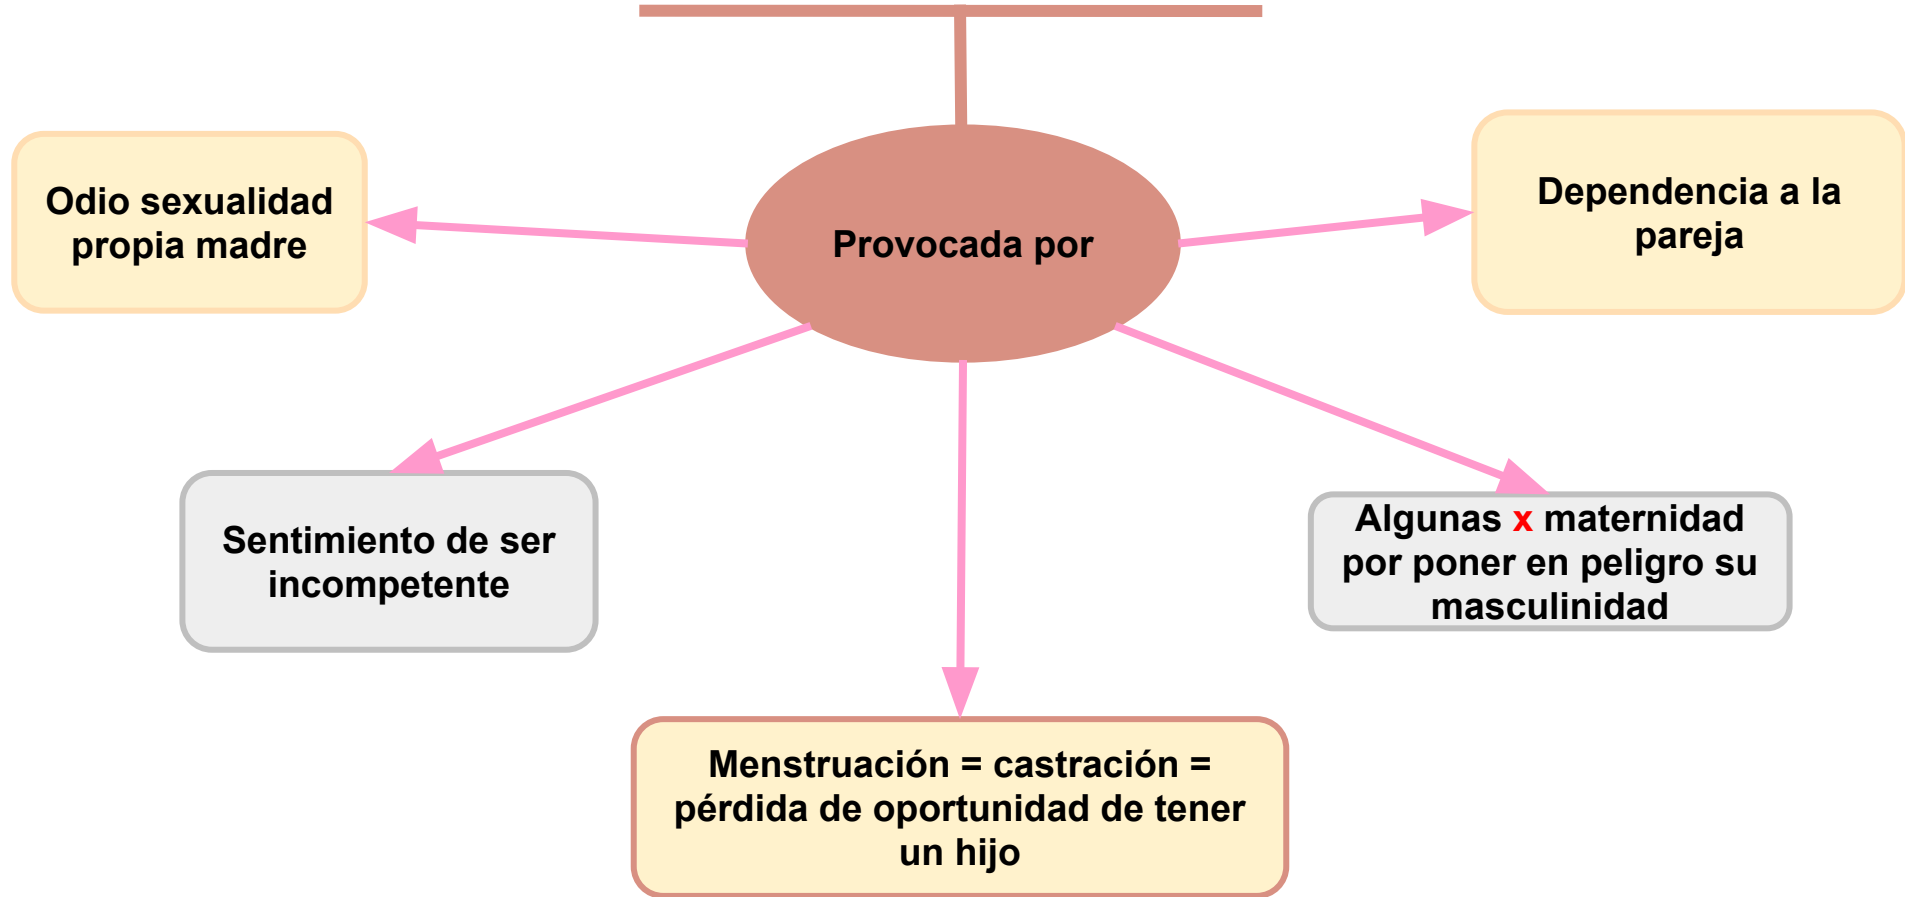 Odio sexualidad
propia madre
Provocada por
Dependencia a la
pareja
Sentimiento de ser
incompetente
Algunas x maternidad
por poner en peligro su
masculinidad
Menstruación = castración =
pérdida de oportunidad de tener
un hijo